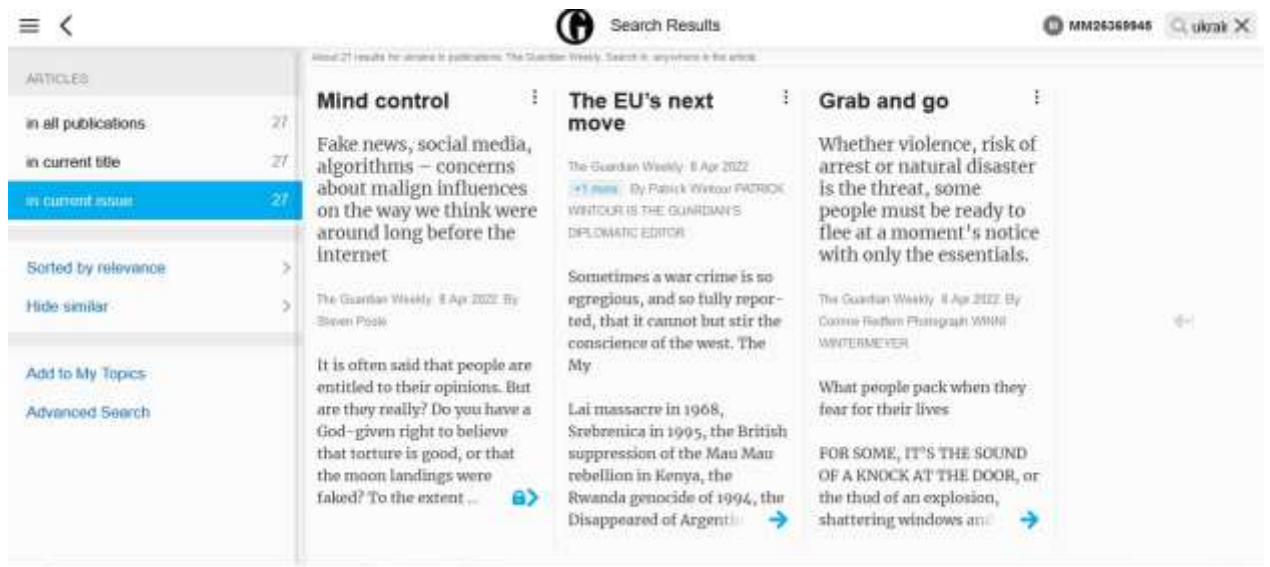 Search Results
MM26369945
ukrai
About 27 results for ukraine in publications: The Guardian Weekly. Search in: anywhere in the article.
ARTICLES
in all publications 27
in current title 27
in current issue 27
Sorted by relevance
Hide similar
Add to My Topics
Advanced Search
Mind control
Fake news, social media,
algorithms – concerns
about malign influences
on the way we think were
around long before the
internet
The Guardian Weekly 8 Apr 2022 By
Steven Poole
It is often said that people are
entitled to their opinions. But
are they really? Do you have a
God-given right to believe
that torture is good, or that
the moon landings were
faked? To the extent ...
The EU's next
move
The Guardian Weekly 8 Apr 2022
+1 more By Patrick Wintour PATRICK
WINTOUR IS THE GUARDIAN'S
DIPLOMATIC EDITOR
Sometimes a war crime is so
egregious, and so fully repor-
ted, that it cannot but stir the
conscience of the west. The
My
Lai massacre in 1968,
Srebrenica in 1995, the British
suppression of the Mau Mau
rebellion in Kenya, the
Rwanda genocide of 1994, the
Disappeared of Argenti
Grab and go
Whether violence, risk of
arrest or natural disaster
is the threat, some
people must be ready to
flee at a moment's notice
with only the essentials.
The Guardian Weekly 8 Apr 2022 By
Corinne Redfern Photograph WINNI
WINTERMEYER
What people pack when they
fear for their lives
FOR SOME, IT'S THE SOUND
OF A KNOCK AT THE DOOR, or
the thud of an explosion,
shattering windows and